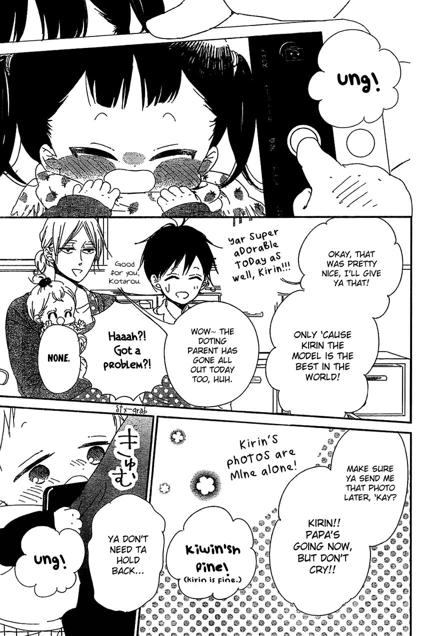 Ung!
OKAY, THAT
WAS PRETTY
NICE, I'LL GIVE
YA THAT!
ONLY 'CAUSE
KIRIN THE
MODEL IS THE
BEST IN THE
WORLD!
Yar Super
aDorable
TODay as
well, Kirin!!!
WOW~ THE
DOTING
PARENT HAS
GONE ALL
OUT TODAY
TOO, HUH.
Good
for you,
Kotarou.
Haaah?!
Got a
problem?!
NONE.
MAKE SURE
YA SEND ME
THAT PHOTO
LATER, 'KAY?
KIRIN!!
PAPA'S
GOING NOW,
BUT DON'T
CRY!!
Kirin's
photos are
Mine alone!
Kiwin'sh
Pine!
(Kirin is fine.)
きゅむ
YA DON'T
NEED TA
HOLD
BACK...
Ung!